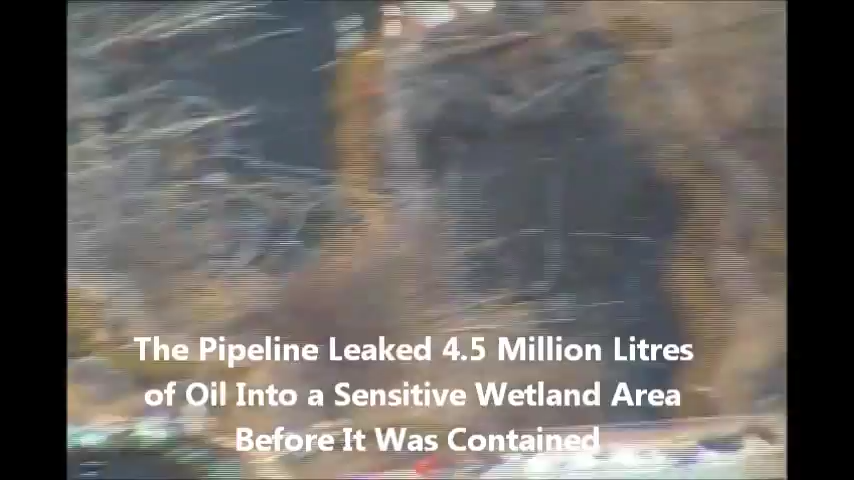 The Pipeline Leaked 4.5 Million Litres
of Oil Into a Sensitive Wetland Area
Before It Was Contained